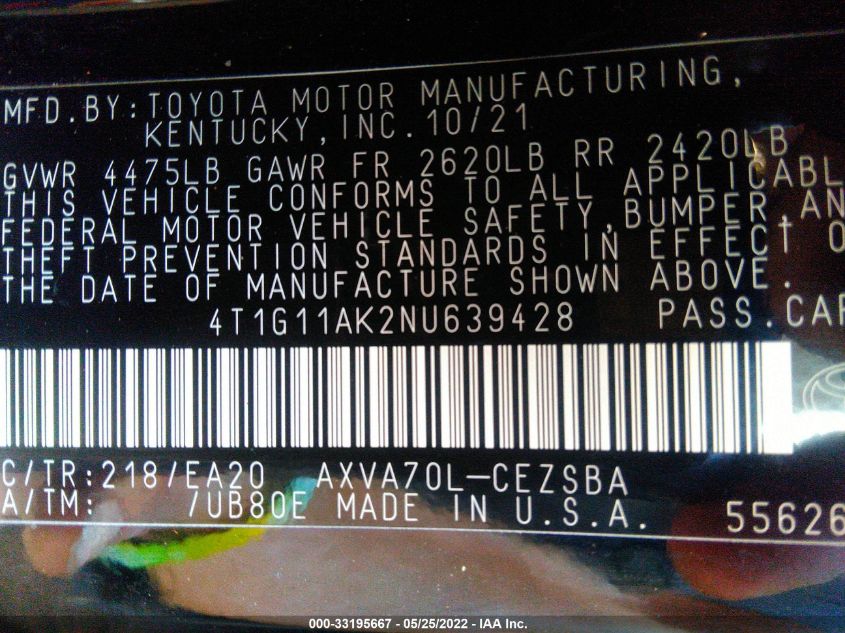 MFD.BY:TOYOTA MOTOR MANUFACTURING,
KENTUCKY,INC.10/21
GVWR 4475LB GAWR FR 2620LB RR 2420LB
THIS VEHICLE CONFORMS TO ALL APPLICABL
FEDERAL MOTOR VEHICLE SAFETY,BUMPER,AN
THEFT PREVENTION STANDARDS IN EFFECT O
THE DATE OF MANUFACTURE SHOWN ABOVE.
4T1G11AK2NU639428 PASS.CAR
C/TR:218/EA20 AXVA70L-CEZSBA
A/TM: /UB80E MADE IN U.S.A. 55626
000-33195667 - 05/25/2022 - IAA Inc.